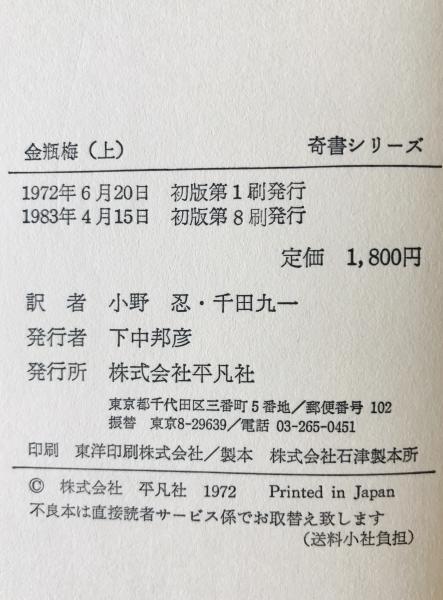 金瓶梅（上）　奇書シリーズ
1972年6月20日　初版第1刷発行
1983年4月15日　初版第8刷発行
定価　1,800円
訳　者　小野　忍・千田九一
発行者　下中邦彦
発行所　株式会社平凡社
東京都千代田区三番町5番地／郵便番号 102
振替　東京8-29639／電話 03-265-0451
印刷　東洋印刷株式会社／製本　株式会社石津製本所
© 株式会社　平凡社　1972　Printed in Japan
不良本は直接読者サービス係でお取替え致します
（送料小社負担）